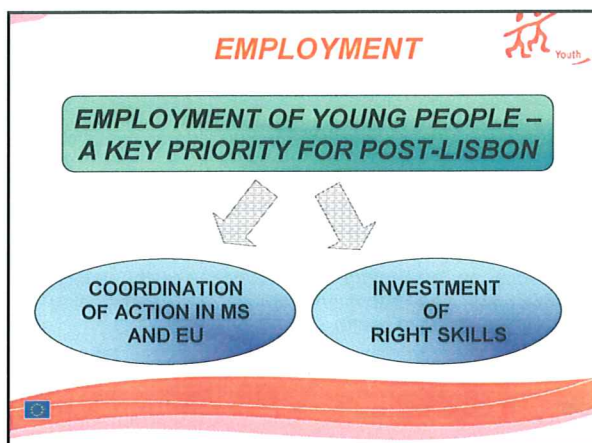 EMPLOYMENT
Youth
EMPLOYMENT OF YOUNG PEOPLE –
A KEY PRIORITY FOR POST-LISBON
COORDINATION
OF ACTION IN MS
AND EU
INVESTMENT
OF
RIGHT SKILLS